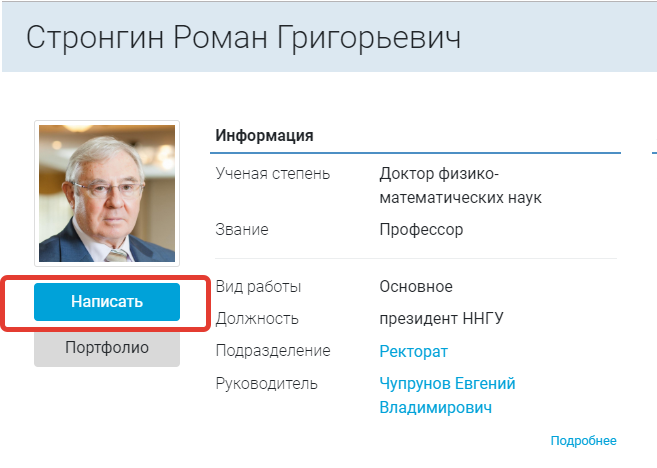 Стронгин Роман Григорьевич
Информация
Ученая степень Доктор физико-
математических наук
Звание Профессор
Написать
Портфолио
Вид работы Основное
Должность президент ННГУ
Подразделение Ректорат
Руководитель Чупрунов Евгений
Владимирович
Подробнее